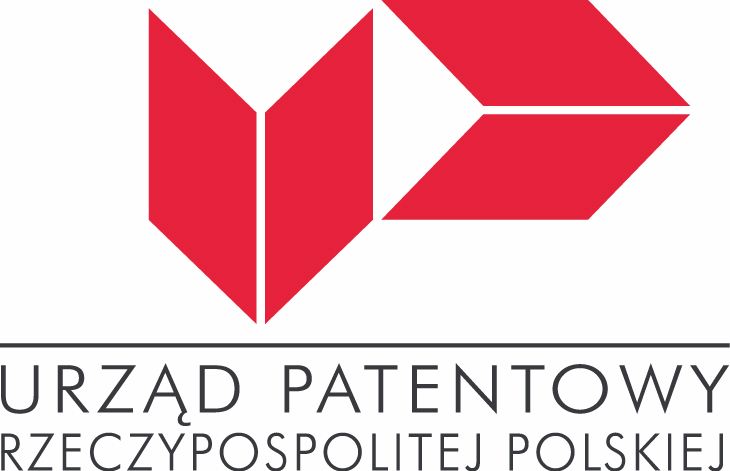 URZĄD PATENTOWY
RZECZYPOSPOLITEJ POLSKIEJ